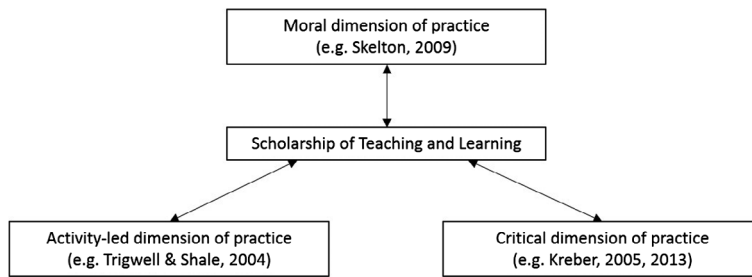 Moral dimension of practice
(e.g. Skelton, 2009)
Scholarship of Teaching and Learning
Activity-led dimension of practice
(e.g. Trigwell & Shale, 2004)
Critical dimension of practice
(e.g. Kreber, 2005, 2013)